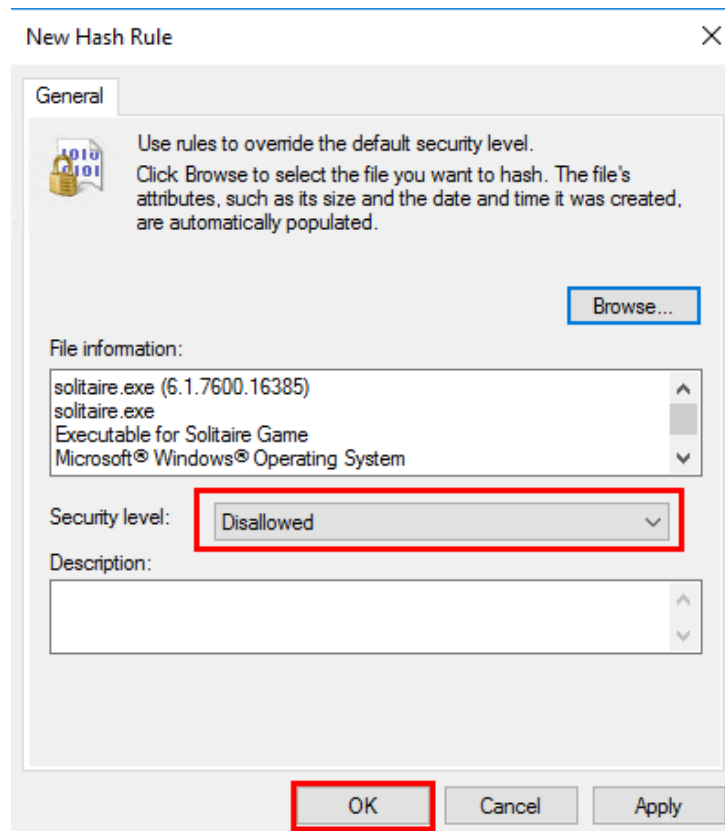 New Hash Rule
General
Use rules to override the default security level.
Click Browse to select the file you want to hash. The file's
attributes, such as its size and the date and time it was created,
are automatically populated.
Browse...
File information:
solitaire.exe (6.1.7600.16385)
solitaire.exe
Executable for Solitaire Game
Microsoft® Windows® Operating System
Security level:
Disallowed
Description:
OK
Cancel
Apply